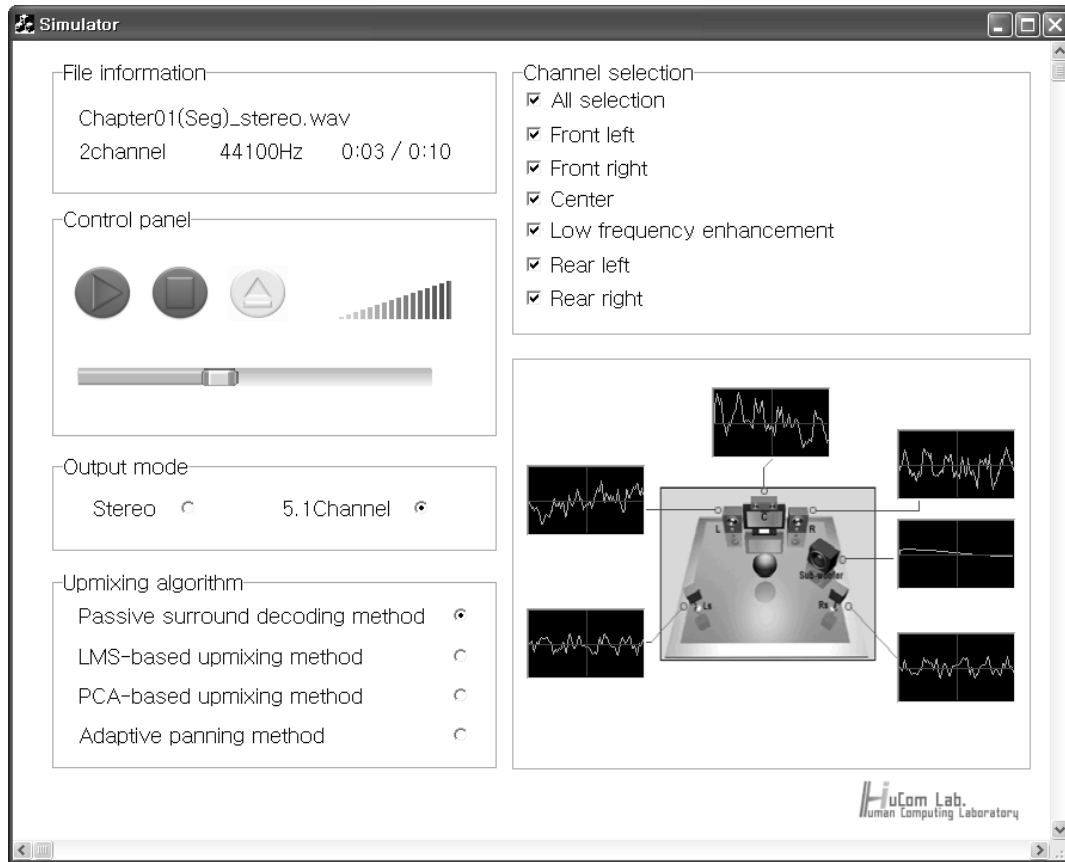 Simulator
File information
Chapter01(Seg)_stereo.wav
2channel 44100Hz 0:03 / 0:10
Control panel
Output mode
Stereo 5.1Channel
Upmixing algorithm
Passive surround decoding method
LMS-based upmixing method
PCA-based upmixing method
Adaptive panning method
Channel selection
All selection
Front left
Front right
Center
Low frequency enhancement
Rear left
Rear right
C
L R
Sub-woofer
Ls Rs
HuCom Lab.
Human Computing Laboratory